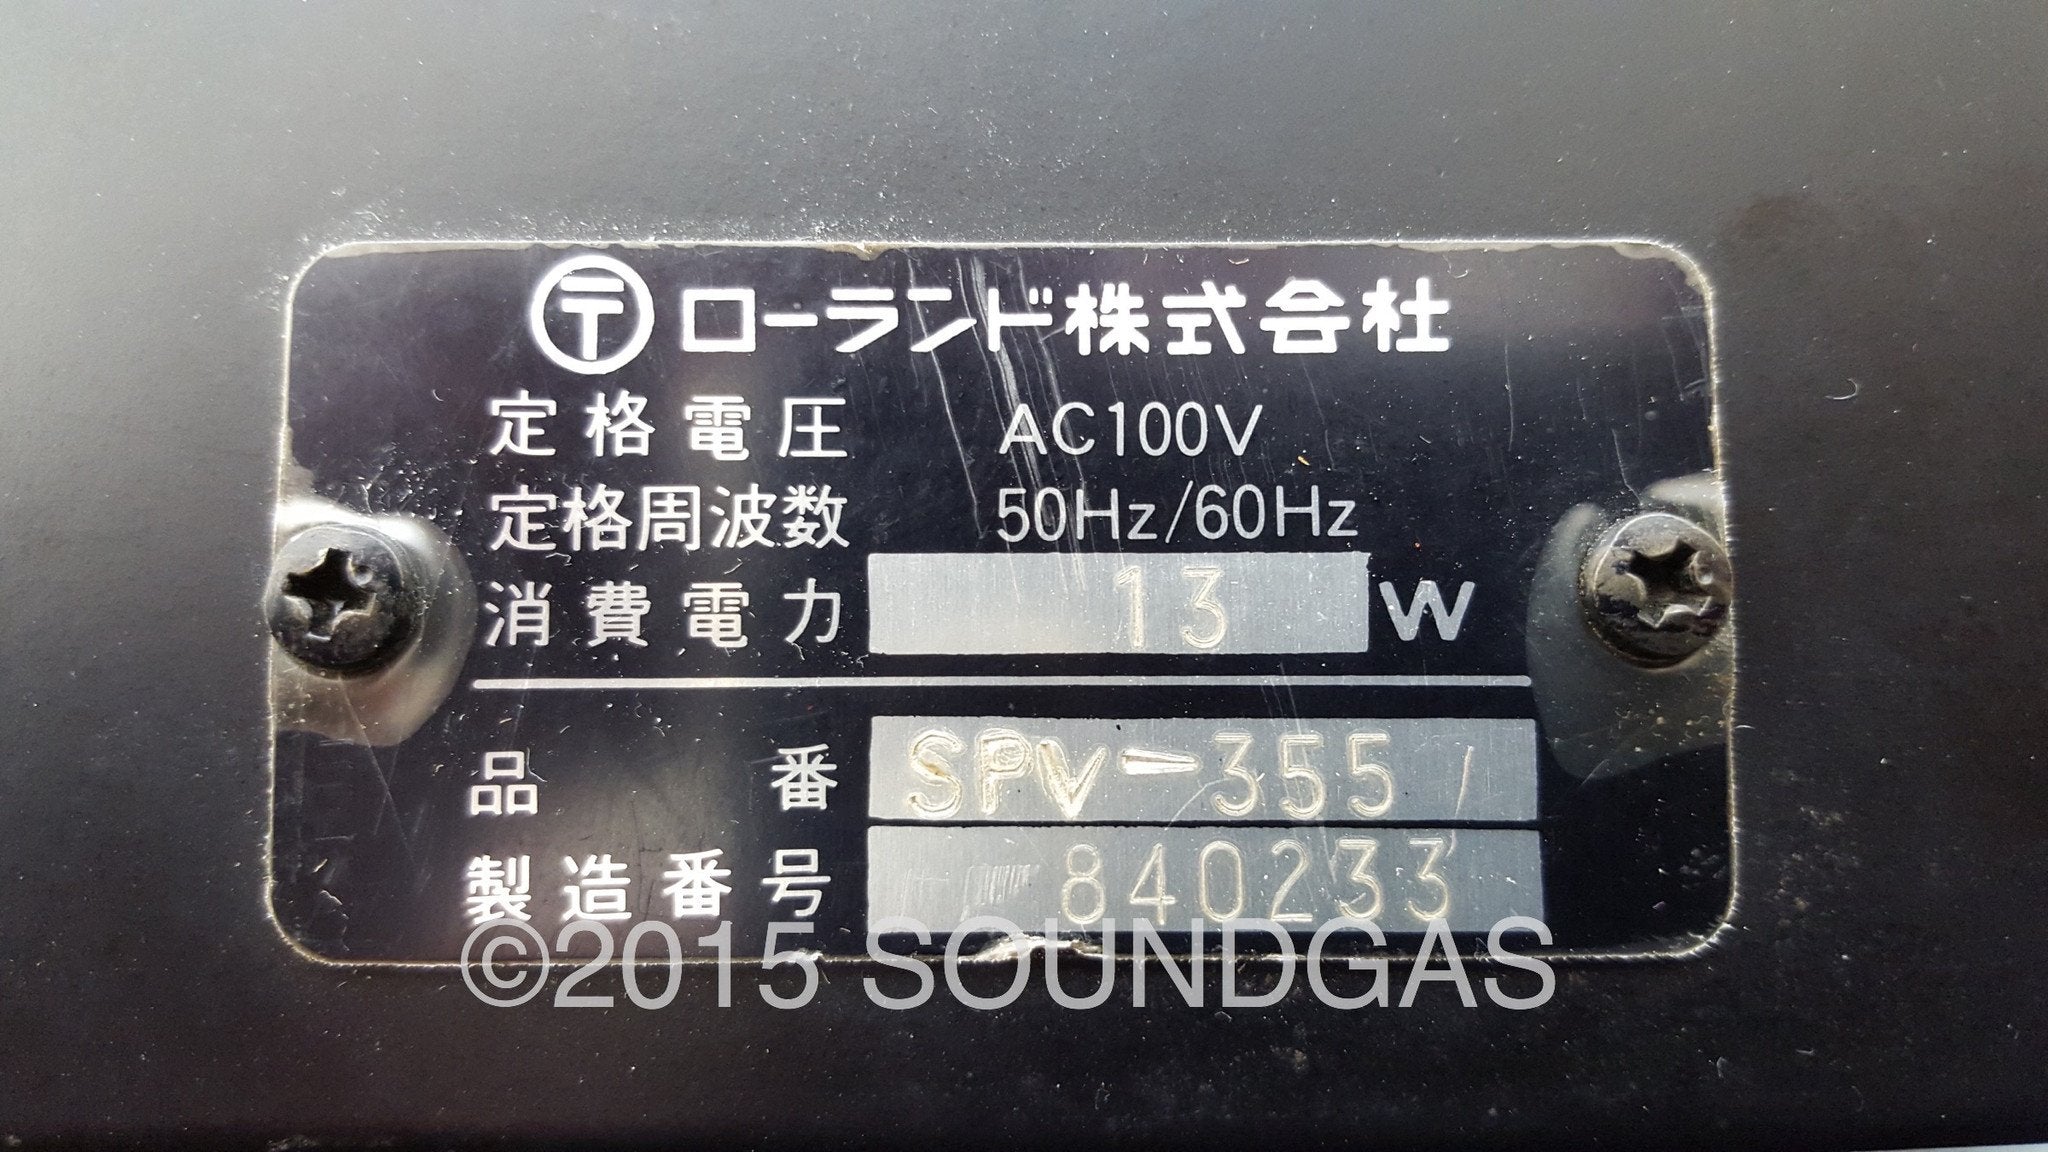 〒 ローランド株式会社
定格電圧 AC100V
定格周波数 50Hz/60Hz
消費電力 13 W
品番 SPV-355
製造番号 840233
©2015 SOUNDGAS